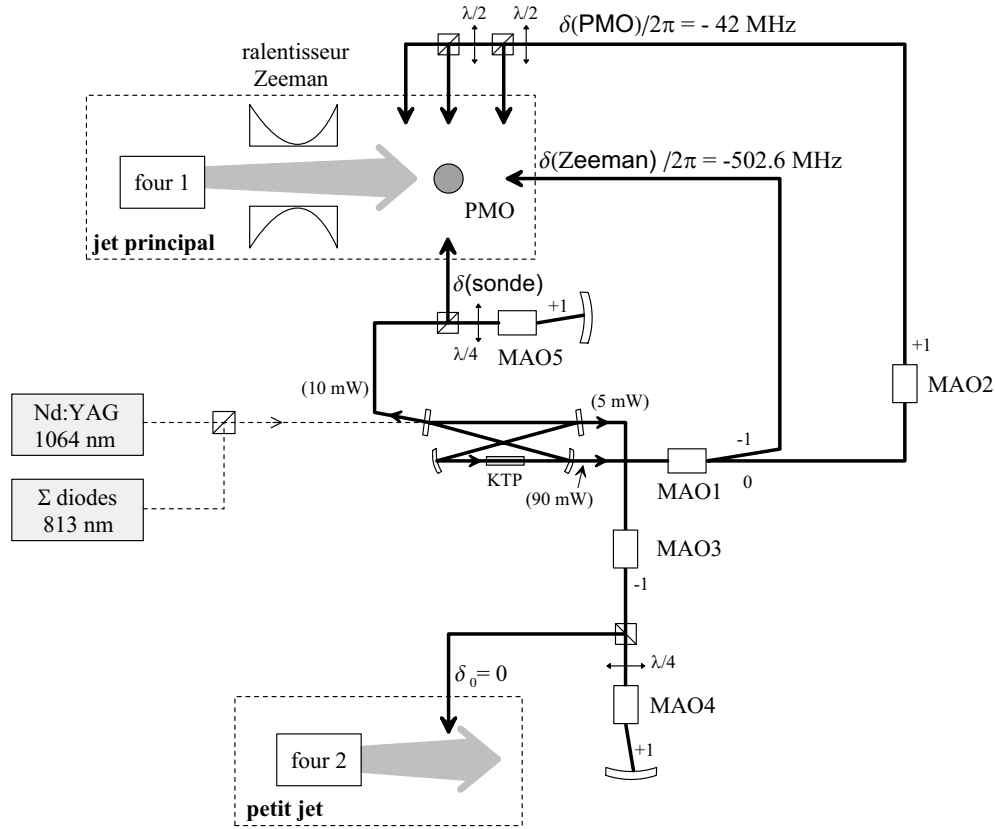 λ/2
λ/2
δ(PMO)/2π = - 42 MHz
ralentisseur
Zeeman
four 1
δ(Zeeman) /2π = -502.6 MHz
PMO
jet principal
δ(sonde)
+1
λ/4
MAO5
+1
MAO2
(10 mW)
(5 mW)
Nd:YAG
1064 nm
-1
KTP
(90 mW)
MAO1
0
Σ diodes
813 nm
MAO3
-1
λ/4
δ₀= 0
MAO4
four 2
+1
petit jet